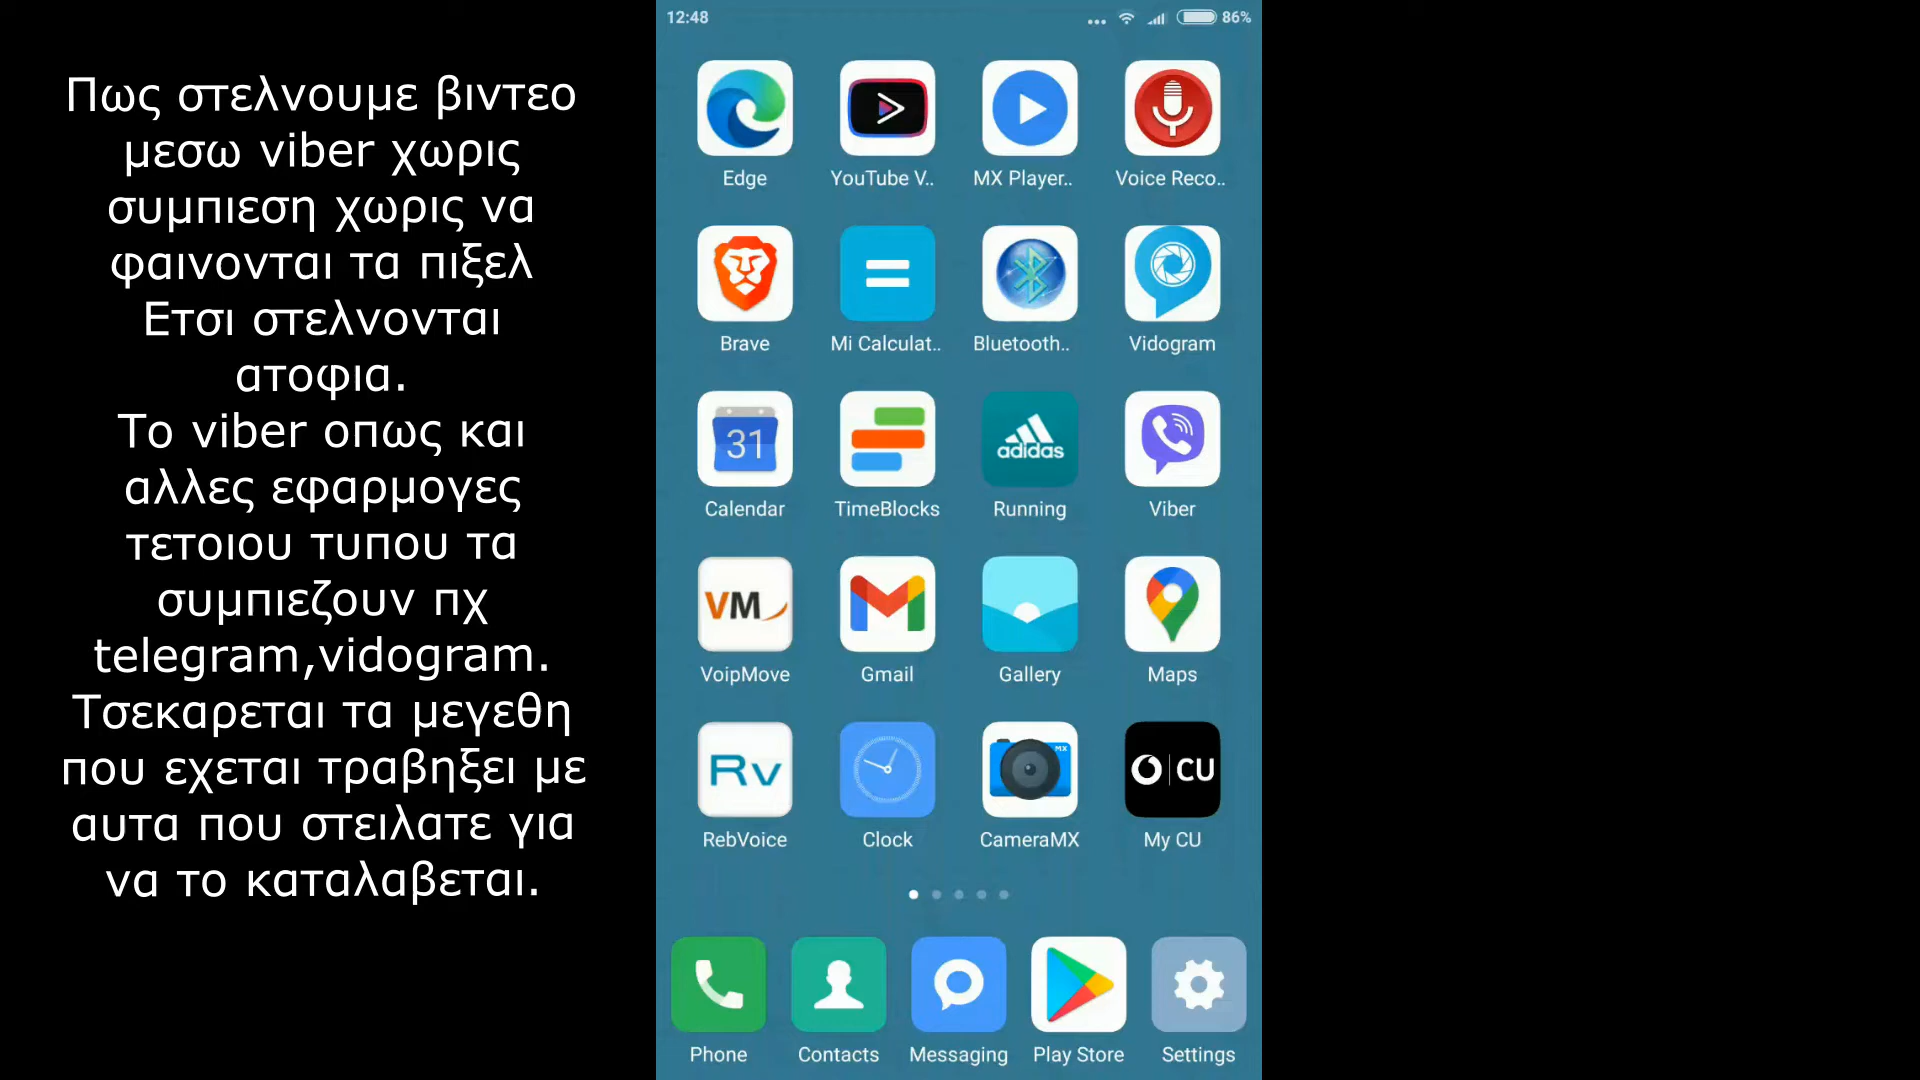 Πως στελνουμε βιντεο
μεσω viber χωρις
συμπιεση χωρις να
φαινονται τα πιξελ
Ετσι στελνονται
ατοφια.
Το viber οπως και
αλλες εφαρμογες
τετοιου τυπου τα
συμπιεζουν πχ
telegram,vidogram.
Τσεκαρεται τα μεγεθη
που εχεται τραβηξει με
αυτα που στειλατε για
να το καταλαβεται.
12:48 86%
Edge YouTube V.. MX Player.. Voice Reco..
Brave Mi Calculat.. Bluetooth.. Vidogram
31 adidas
Calendar TimeBlocks Running Viber
VM
VoipMove Gmail Gallery Maps
Rv MX CU
RebVoice Clock CameraMX My CU
Phone Contacts Messaging Play Store Settings